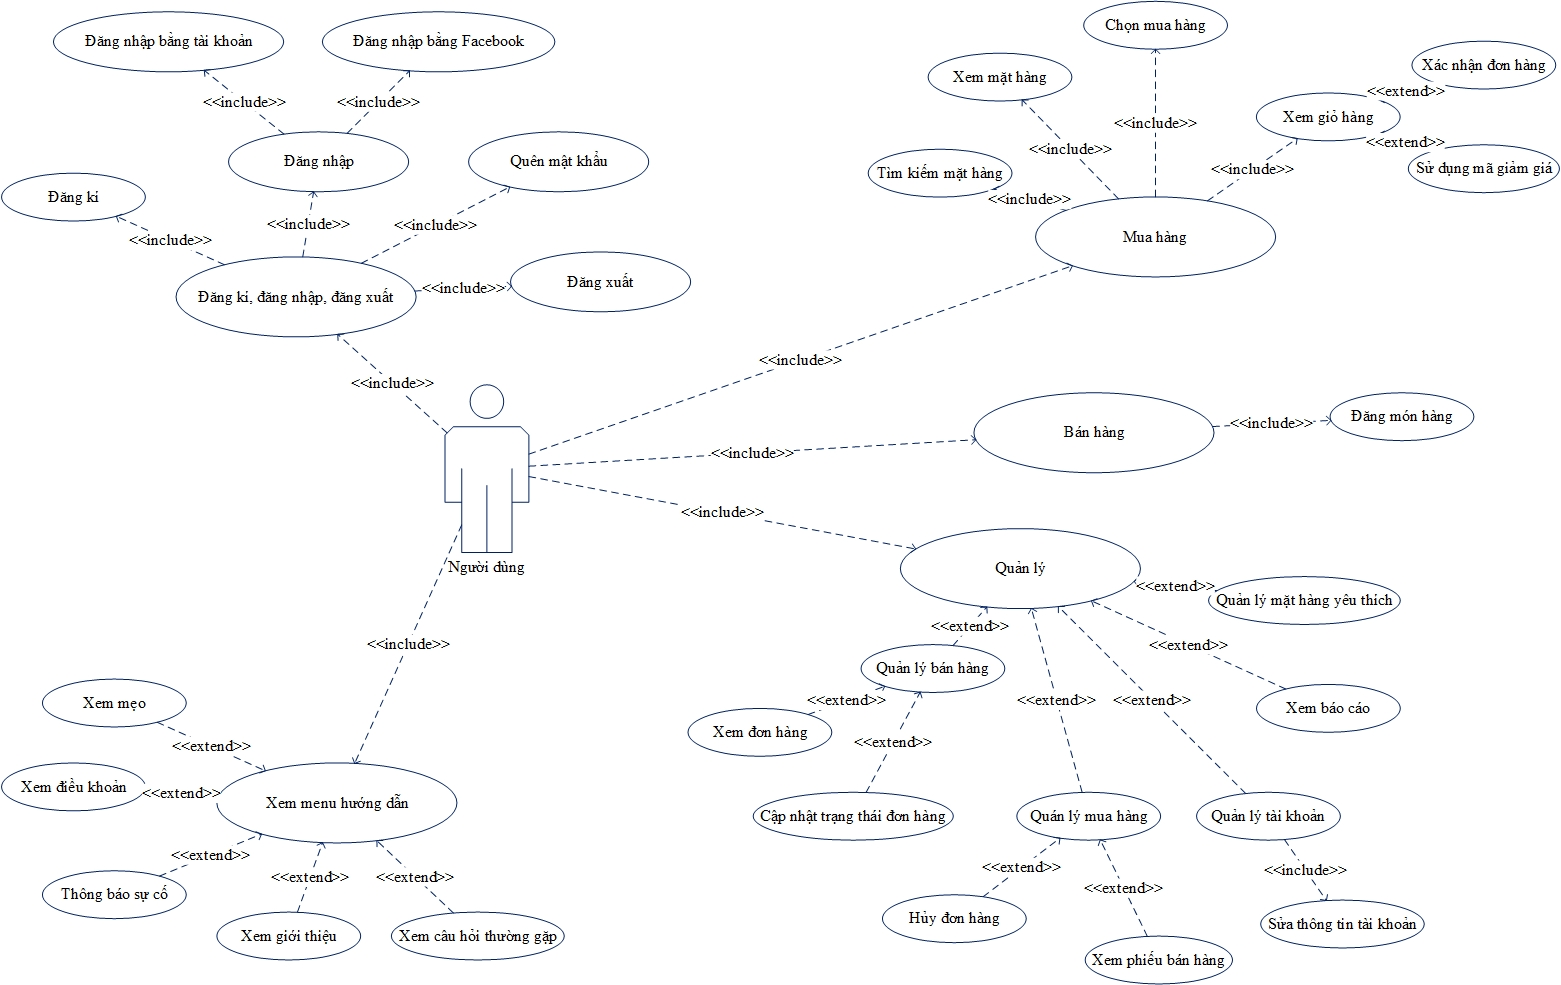 Đăng nhập bằng tài khoản
Đăng nhập bằng Facebook
<<include>>
<<include>>
Đăng nhập
Quên mật khẩu
Đăng kí
<<include>>
<<include>>
<<include>>
Đăng kí, đăng nhập, đăng xuất
<<include>>
Đăng xuất
<<include>>
Người dùng
Chọn mua hàng
Xem mặt hàng
Xác nhận đơn hàng
<<extend>>
Xem giỏ hàng
<<include>>
<<extend>>
<<include>>
Tìm kiếm mặt hàng
<<include>>
Sử dụng mã giảm giá
<<include>>
Mua hàng
<<include>>
<<include>>
Bán hàng
<<include>>
Đăng món hàng
<<include>>
Quản lý
<<extend>>
Quản lý mặt hàng yêu thích
<<extend>>
<<extend>>
Quản lý bán hàng
<<extend>>
<<extend>>
<<extend>>
Xem báo cáo
Xem đơn hàng
<<extend>>
Cập nhật trạng thái đơn hàng
Quán lý mua hàng
Quản lý tài khoản
<<extend>>
<<include>>
<<extend>>
Hủy đơn hàng
Sửa thông tin tài khoản
Xem phiếu bán hàng
<<include>>
Xem mẹo
<<extend>>
Xem điều khoản
<<extend>>
Xem menu hướng dẫn
<<extend>>
<<extend>>
<<extend>>
Thông báo sự cố
Xem giới thiệu
Xem câu hỏi thường gặp